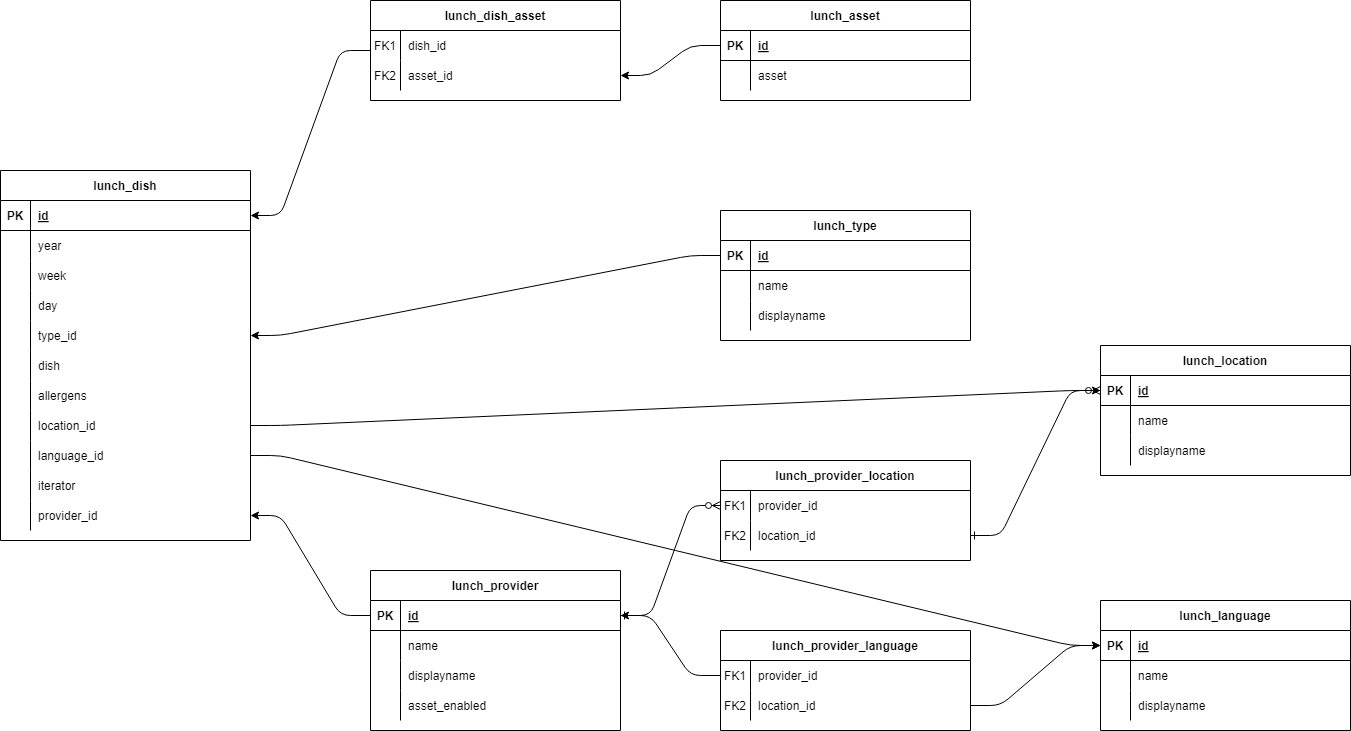 lunch_dish_asset
FK1 dish_id
FK2 asset_id
lunch_asset
PK id
asset
lunch_dish
PK id
year
week
day
type_id
dish
allergens
location_id
language_id
iterator
provider_id
lunch_type
PK id
name
displayname
lunch_location
PK id
name
displayname
lunch_provider_location
FK1 provider_id
FK2 location_id
lunch_provider
PK id
name
displayname
asset_enabled
lunch_provider_language
FK1 provider_id
FK2 location_id
lunch_language
PK id
name
displayname